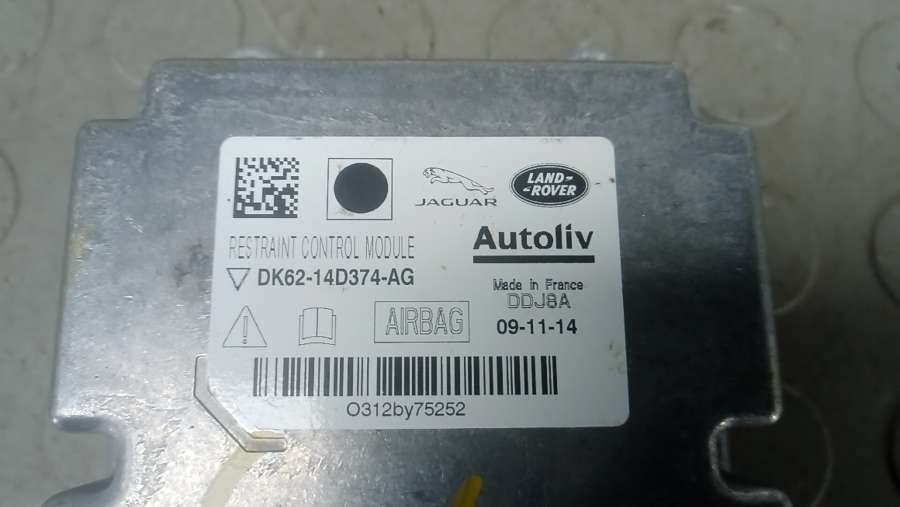 JAGUAR
LAND-
-ROVER
RESTRAINT CONTROL MODULE
Autoliv
DK62-14D374-AG
Made in France
DDJ8A
AIRBAG
09-11-14
O312by75252